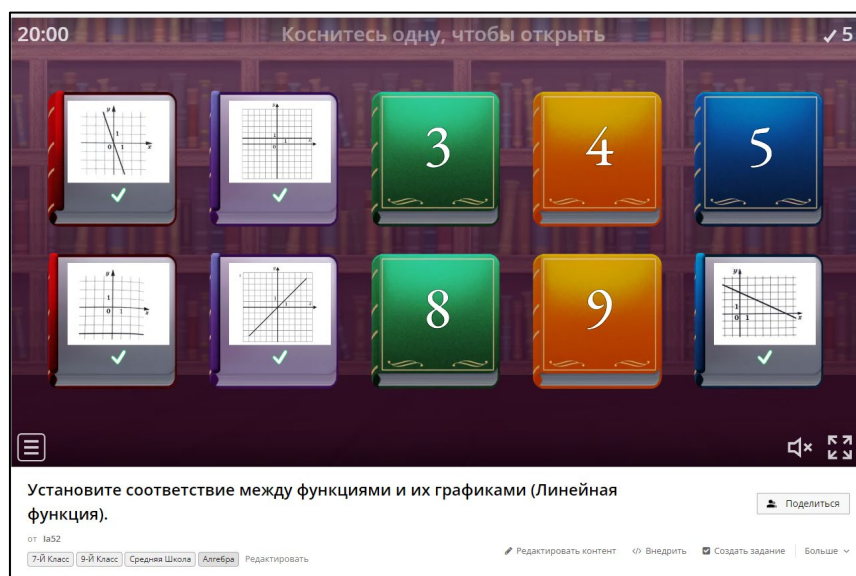 20:00
Коснитесь одну, чтобы открыть
✓ 5
3
4
5
8
9
Установите соответствие между функциями и их графиками (Линейная
функция).
от la52
Поделиться
7-Й Класс 9-Й Класс Средняя Школа Алгебра Редактировать
Редактировать контент </> Внедрить Создать задание Больше